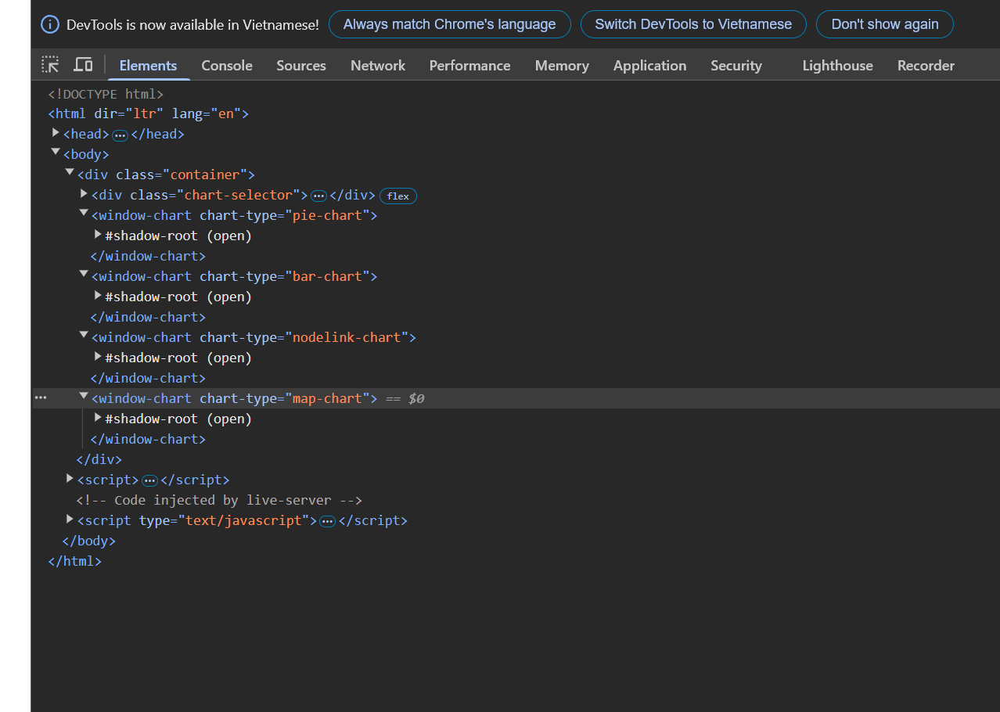 DevTools is now available in Vietnamese! Always match Chrome's language Switch DevTools to Vietnamese Don't show again
Elements Console Sources Network Performance Memory Application Security Lighthouse Recorder
<!DOCTYPE html>
<html dir="ltr" lang="en">
<head>…</head>
<body>
<div class="container">
<div class="chart-selector">…</div> flex
<window-chart chart-type="pie-chart">
#shadow-root (open)
</window-chart>
<window-chart chart-type="bar-chart">
#shadow-root (open)
</window-chart>
<window-chart chart-type="nodelink-chart">
#shadow-root (open)
</window-chart>
… <window-chart chart-type="map-chart"> == $0
#shadow-root (open)
</window-chart>
</div>
<script>…</script>
<!-- Code injected by live-server -->
<script type="text/javascript">…</script>
</body>
</html>